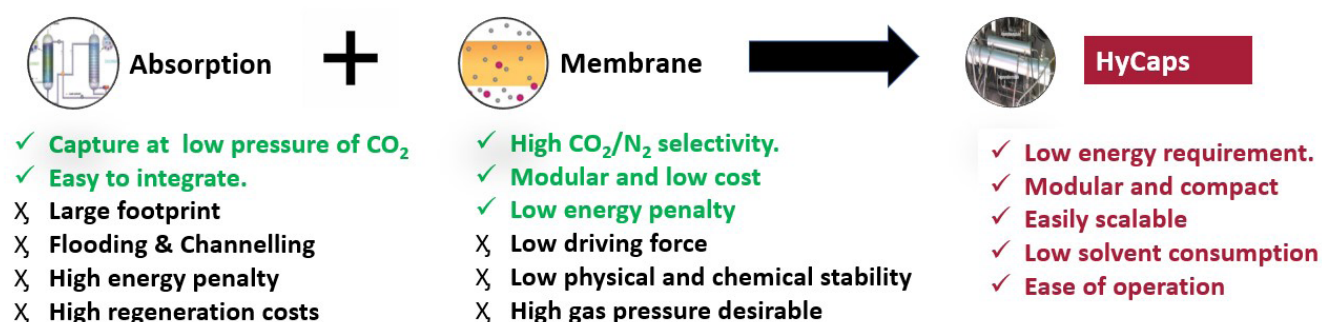 Absorption
+
Membrane
HyCaps
✓ Capture at low pressure of CO₂
✓ Easy to integrate.
Ҳ Large footprint
Ҳ Flooding & Channelling
Ҳ High energy penalty
Ҳ High regeneration costs
✓ High CO₂/N₂ selectivity.
✓ Modular and low cost
✓ Low energy penalty
Ҳ Low driving force
Ҳ Low physical and chemical stability
Ҳ High gas pressure desirable
✓ Low energy requirement.
✓ Modular and compact
✓ Easily scalable
✓ Low solvent consumption
✓ Ease of operation